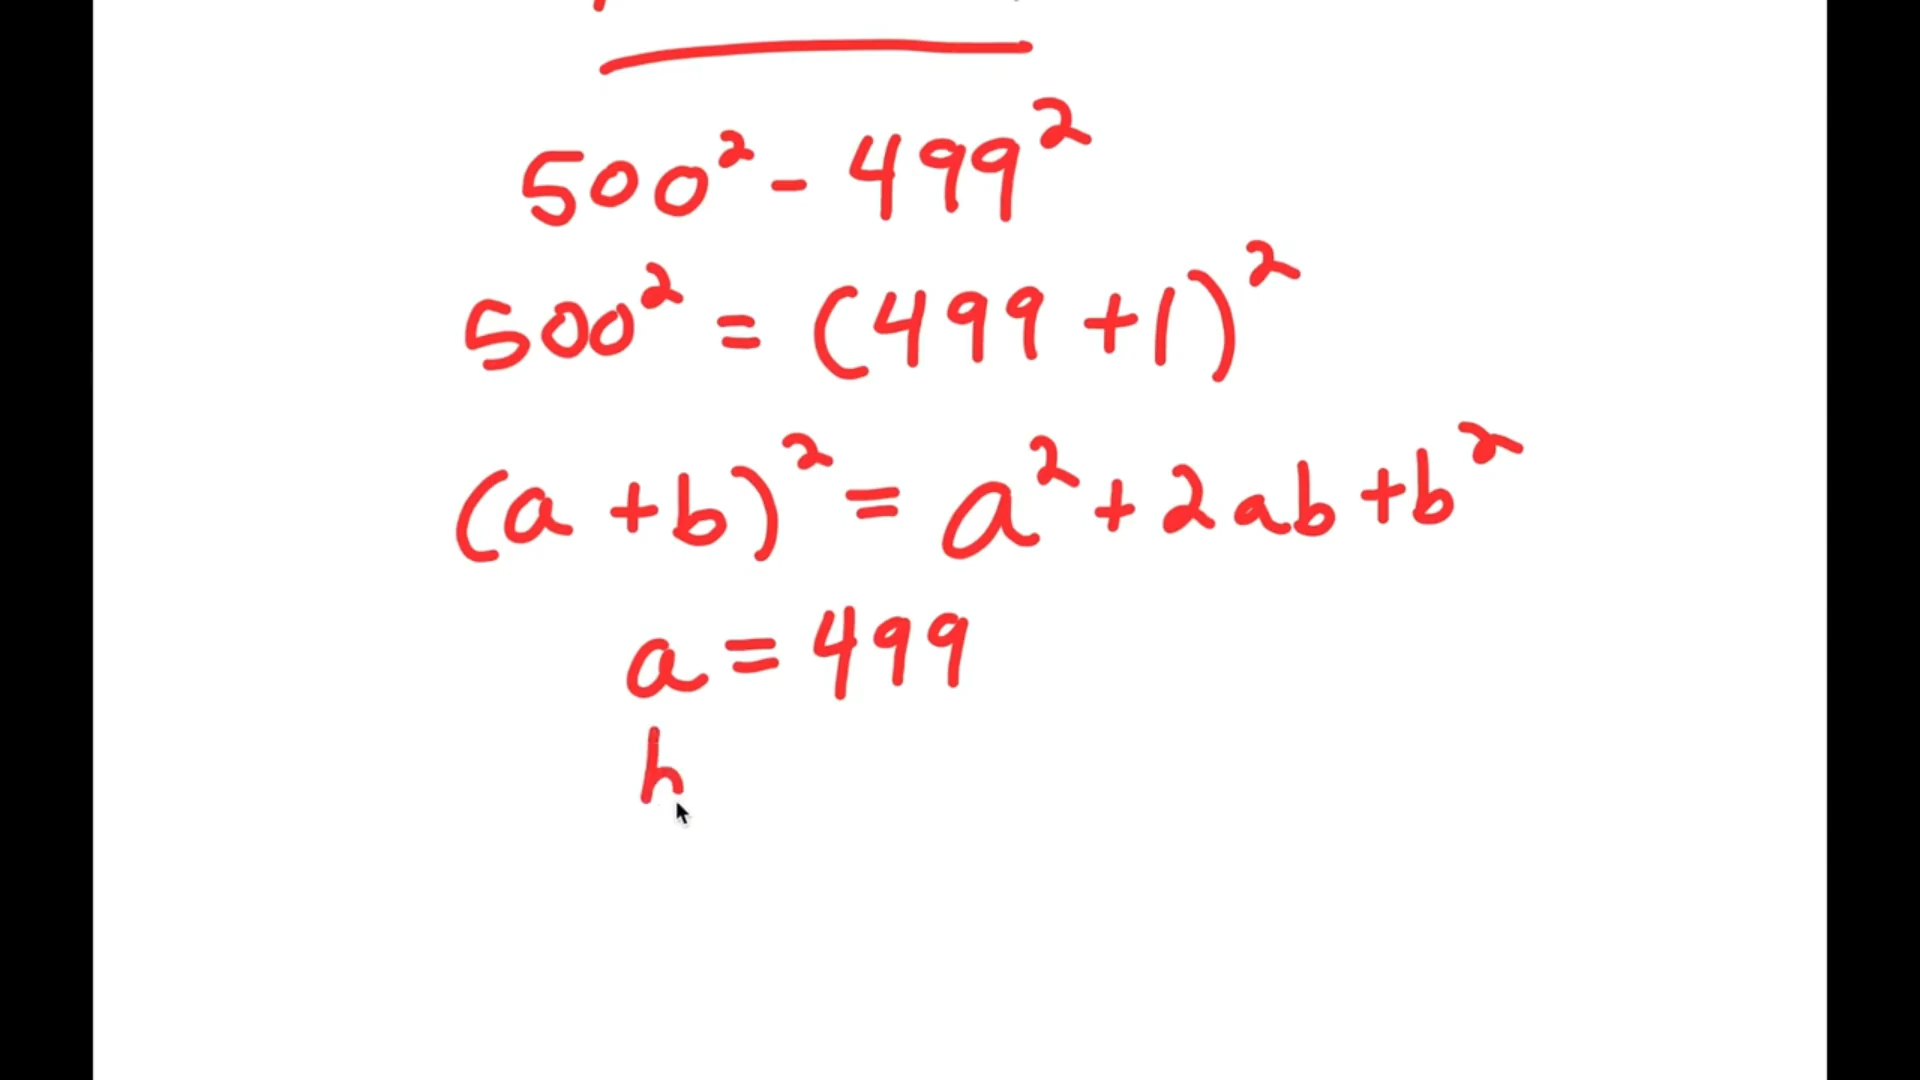 500² - 499²
500² = (499 + 1)²
(a + b)² = a² + 2ab + b²
a = 499
h